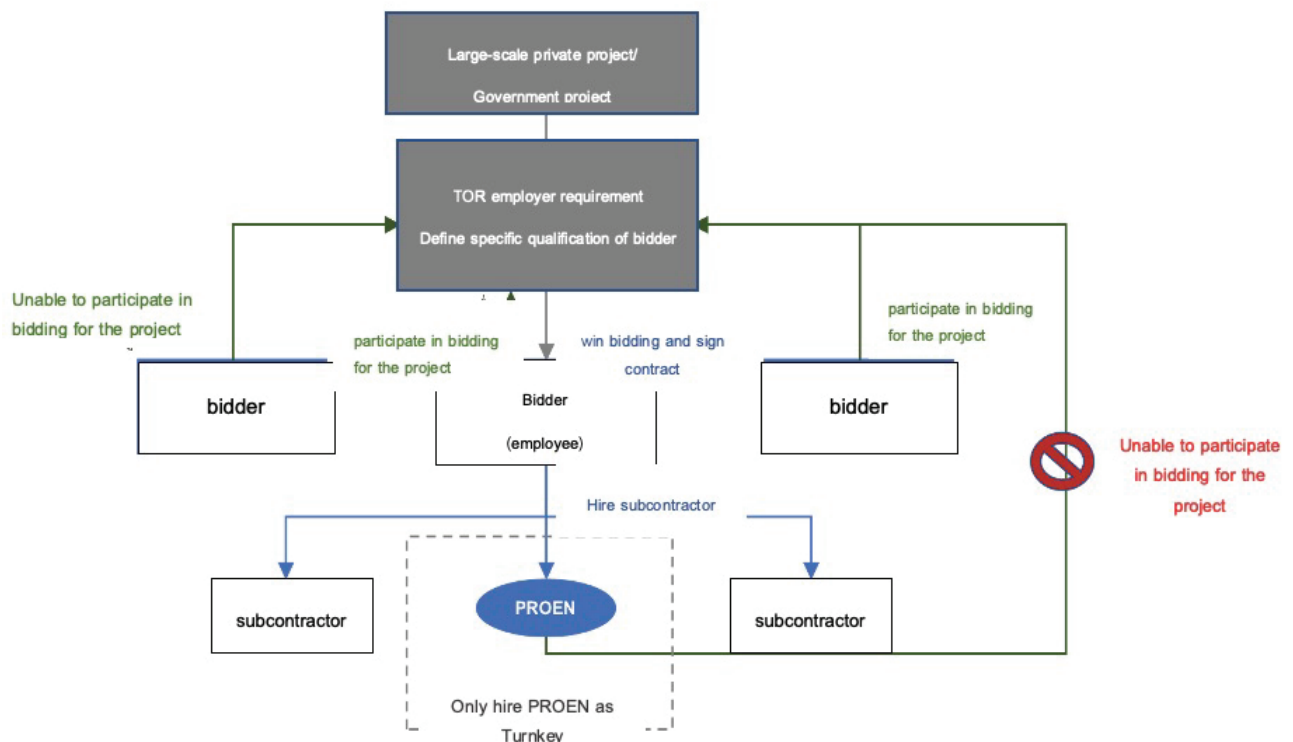 Large-scale private project/
Government project
TOR employer requirement
Define specific qualification of bidder
Unable to participate in
bidding for the project
participate in bidding
for the project
win bidding and sign
contract
participate in bidding
for the project
bidder
Bidder
(employee)
bidder
Unable to participate
in bidding for the
project
Hire subcontractor
subcontractor
PROEN
subcontractor
Only hire PROEN as
Turnkey